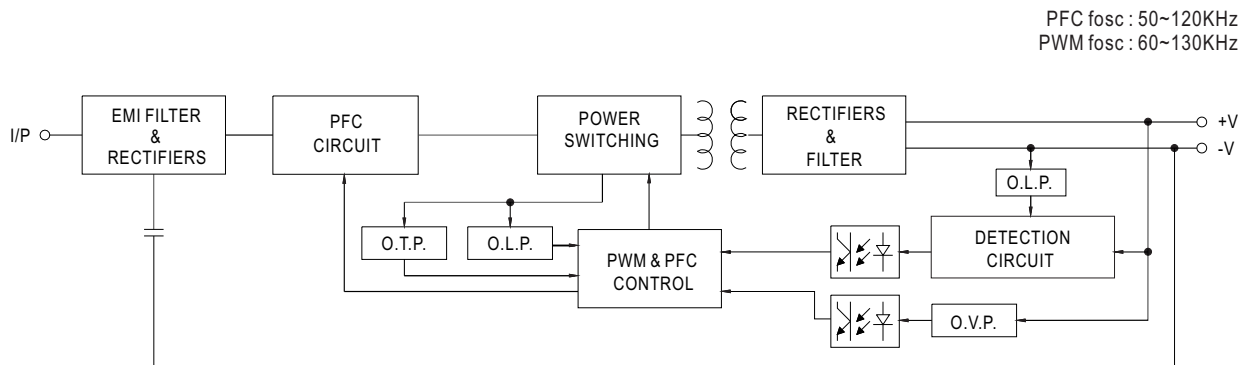 PFC fosc : 50~120KHz
PWM fosc : 60~130KHz
I/P
EMI FILTER
&
RECTIFIERS
PFC
CIRCUIT
POWER
SWITCHING
RECTIFIERS
&
FILTER
+V
-V
O.L.P.
O.T.P.
O.L.P.
PWM & PFC
CONTROL
DETECTION
CIRCUIT
O.V.P.